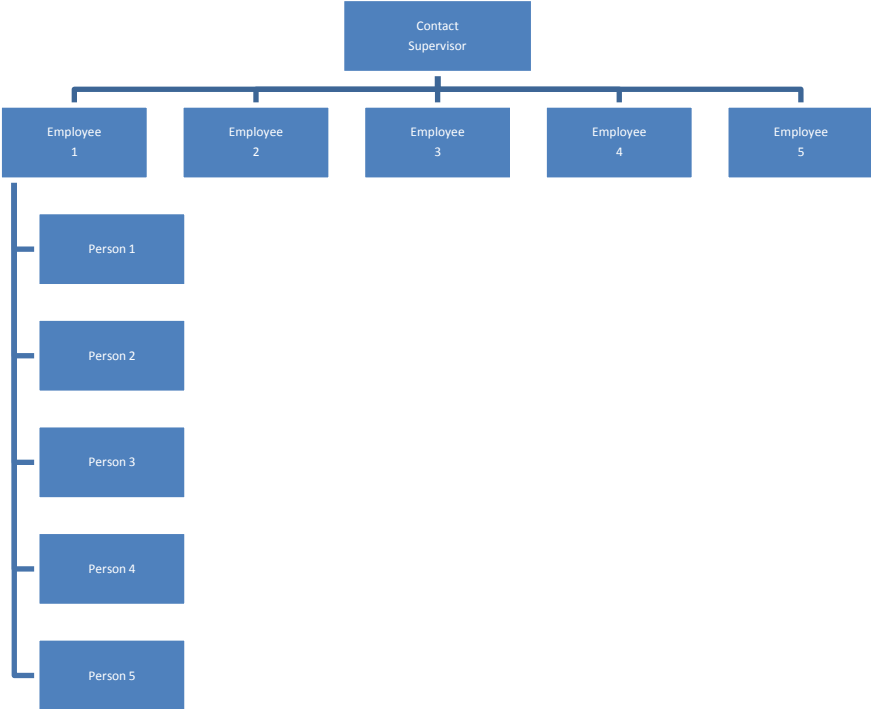 Contact
Supervisor
Employee
1
Employee
2
Employee
3
Employee
4
Employee
5
Person 1
Person 2
Person 3
Person 4
Person 5